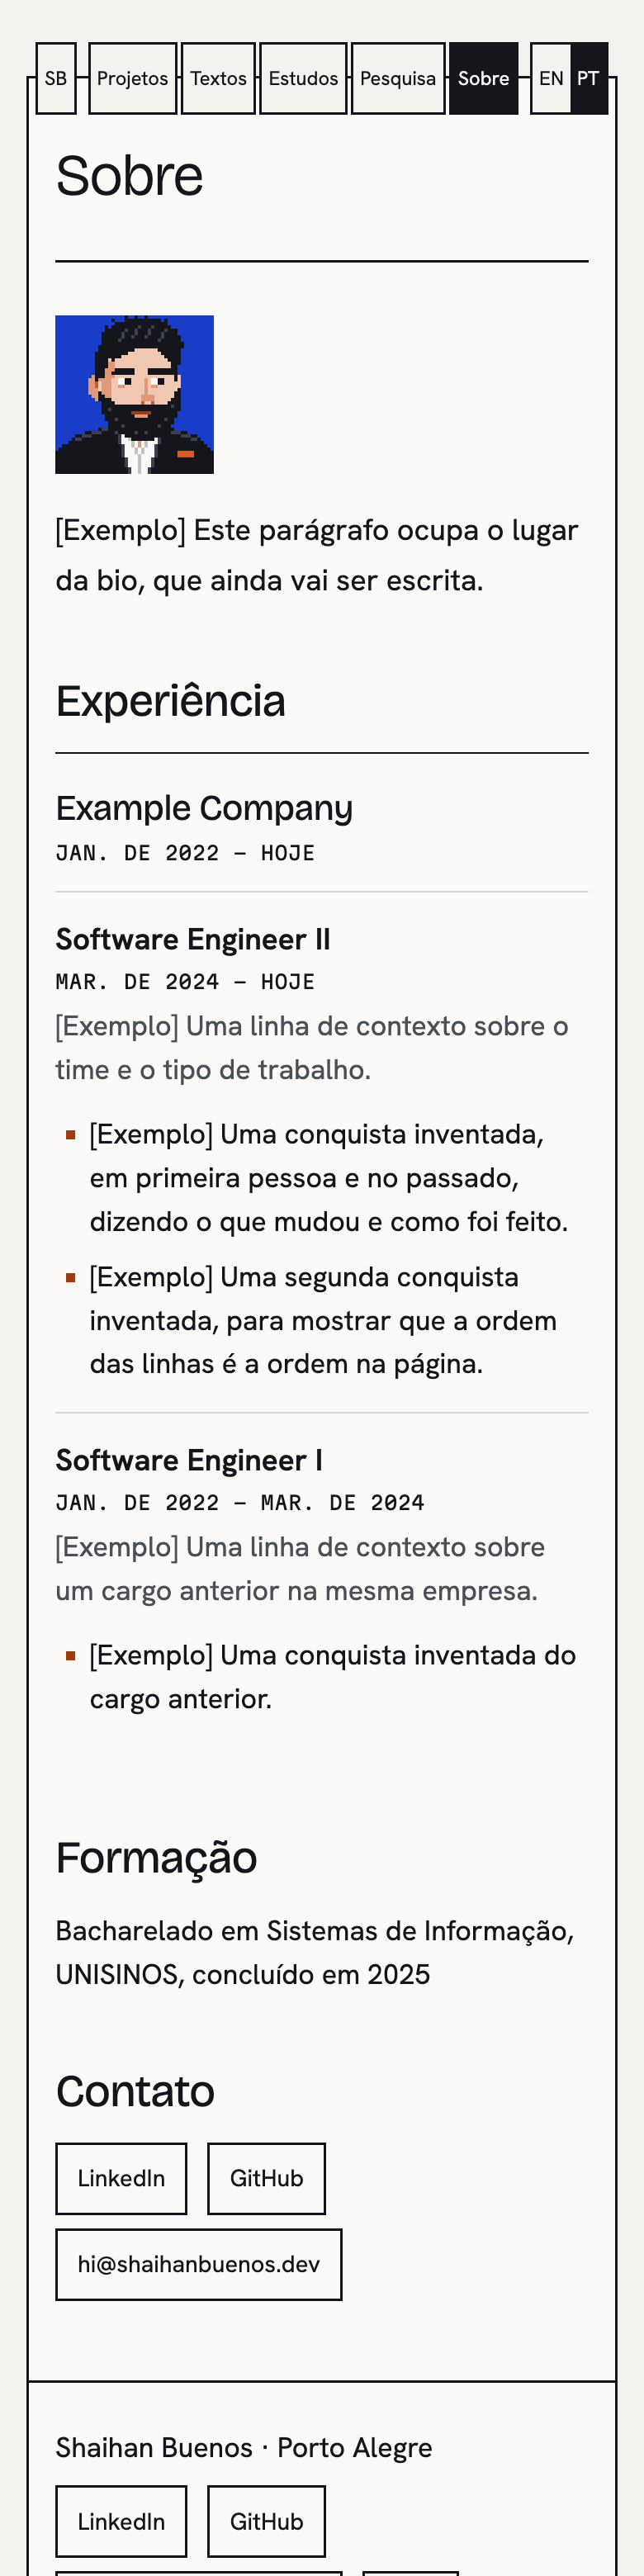 SB Projetos Textos Estudos Pesquisa Sobre EN PT
Sobre
[Exemplo] Este parágrafo ocupa o lugar
da bio, que ainda vai ser escrita.
Experiência
Example Company
JAN. DE 2022 – HOJE
Software Engineer II
MAR. DE 2024 – HOJE
[Exemplo] Uma linha de contexto sobre o
time e o tipo de trabalho.
[Exemplo] Uma conquista inventada,
em primeira pessoa e no passado,
dizendo o que mudou e como foi feito.
[Exemplo] Uma segunda conquista
inventada, para mostrar que a ordem
das linhas é a ordem na página.
Software Engineer I
JAN. DE 2022 – MAR. DE 2024
[Exemplo] Uma linha de contexto sobre
um cargo anterior na mesma empresa.
[Exemplo] Uma conquista inventada do
cargo anterior.
Formação
Bacharelado em Sistemas de Informação,
UNISINOS, concluído em 2025
Contato
LinkedIn GitHub
hi@shaihanbuenos.dev
Shaihan Buenos · Porto Alegre
LinkedIn GitHub